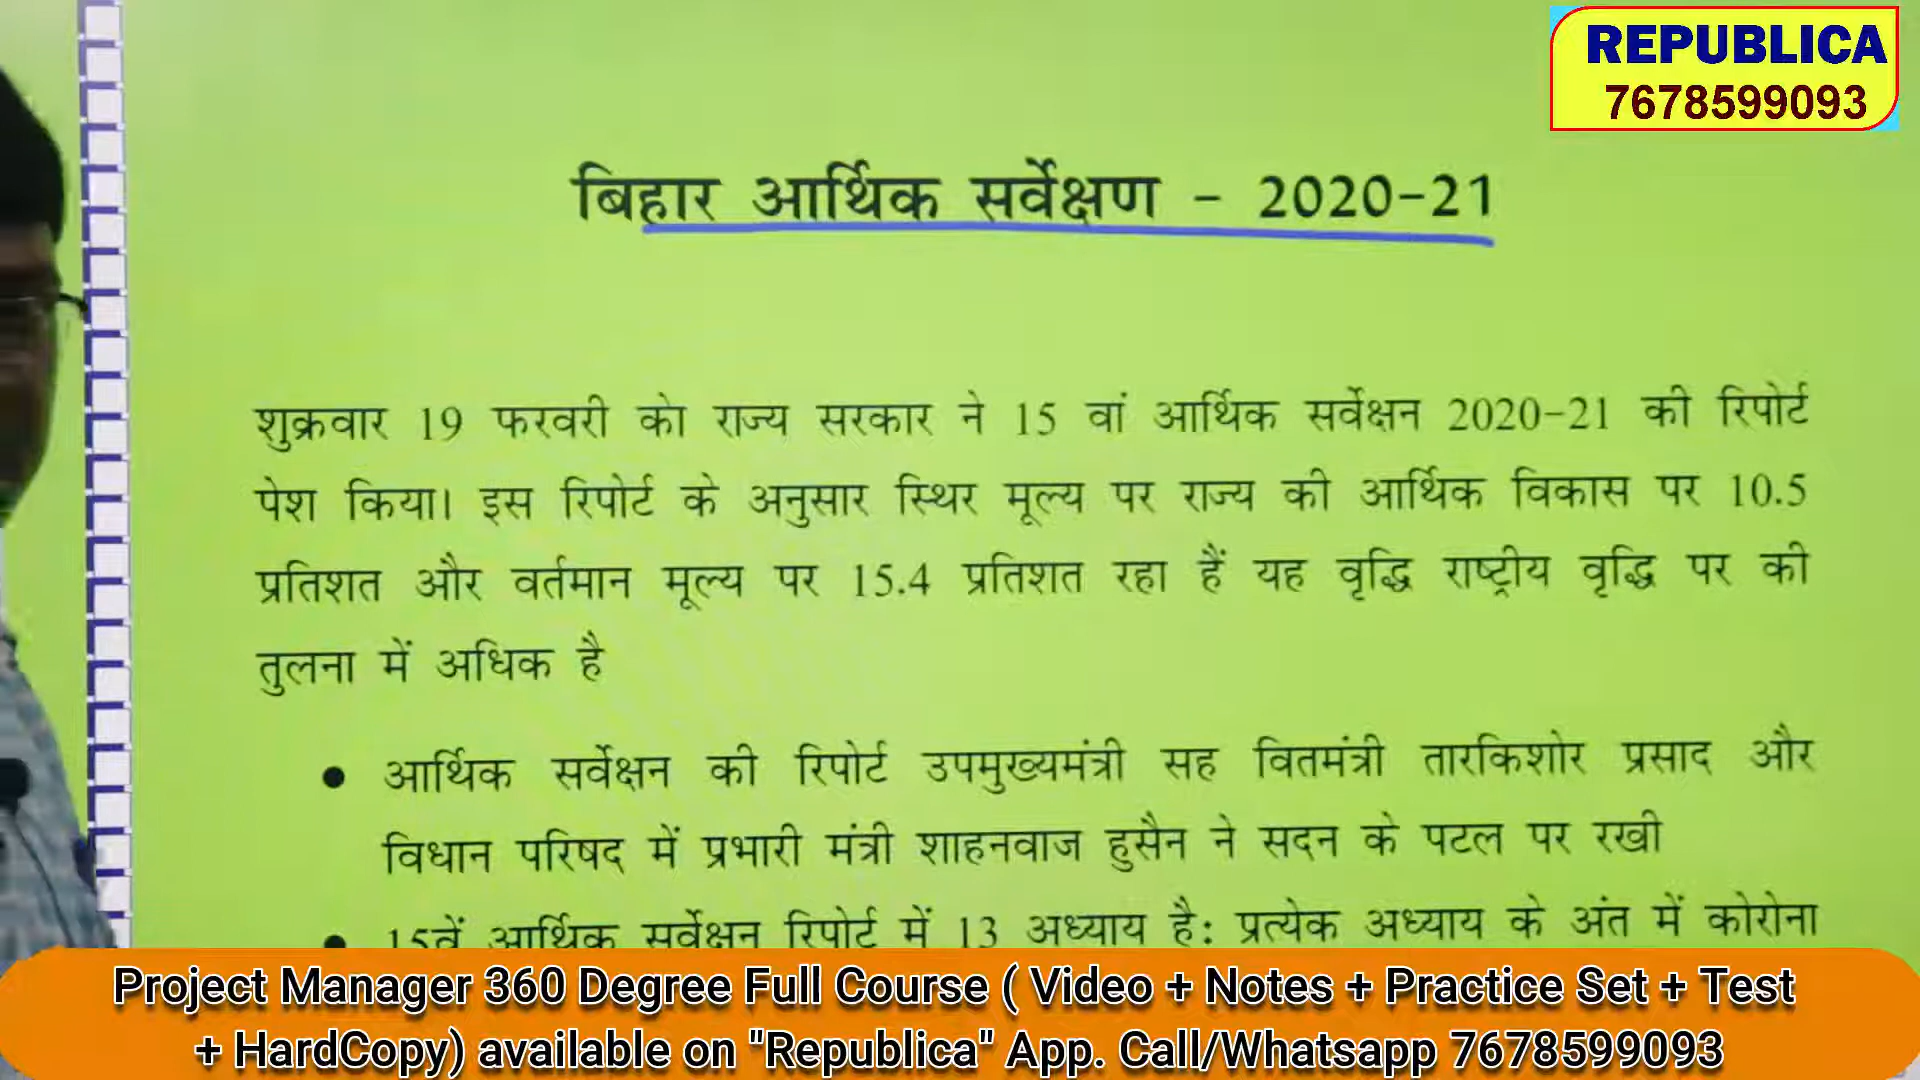 REPUBLICA
7678599093
बिहार आर्थिक सर्वेक्षण - 2020-21
शुक्रवार 19 फरवरी को राज्य सरकार ने 15 वां आर्थिक सर्वेक्षन 2020-21 की रिपोर्ट
पेश किया। इस रिपोर्ट के अनुसार स्थिर मूल्य पर राज्य की आर्थिक विकास पर 10.5
प्रतिशत और वर्तमान मूल्य पर 15.4 प्रतिशत रहा हैं यह वृद्धि राष्ट्रीय वृद्धि पर की
तुलना में अधिक है
• आर्थिक सर्वेक्षन की रिपोर्ट उपमुख्यमंत्री सह वितमंत्री तारकिशोर प्रसाद और
विधान परिषद में प्रभारी मंत्री शाहनवाज हुसैन ने सदन के पटल पर रखी
• 15वें आर्थिक सर्वेक्षन रिपोर्ट में 13 अध्याय है: प्रत्येक अध्याय के अंत में कोरोना
Project Manager 360 Degree Full Course ( Video + Notes + Practice Set + Test
+ HardCopy) available on "Republica" App. Call/Whatsapp 7678599093